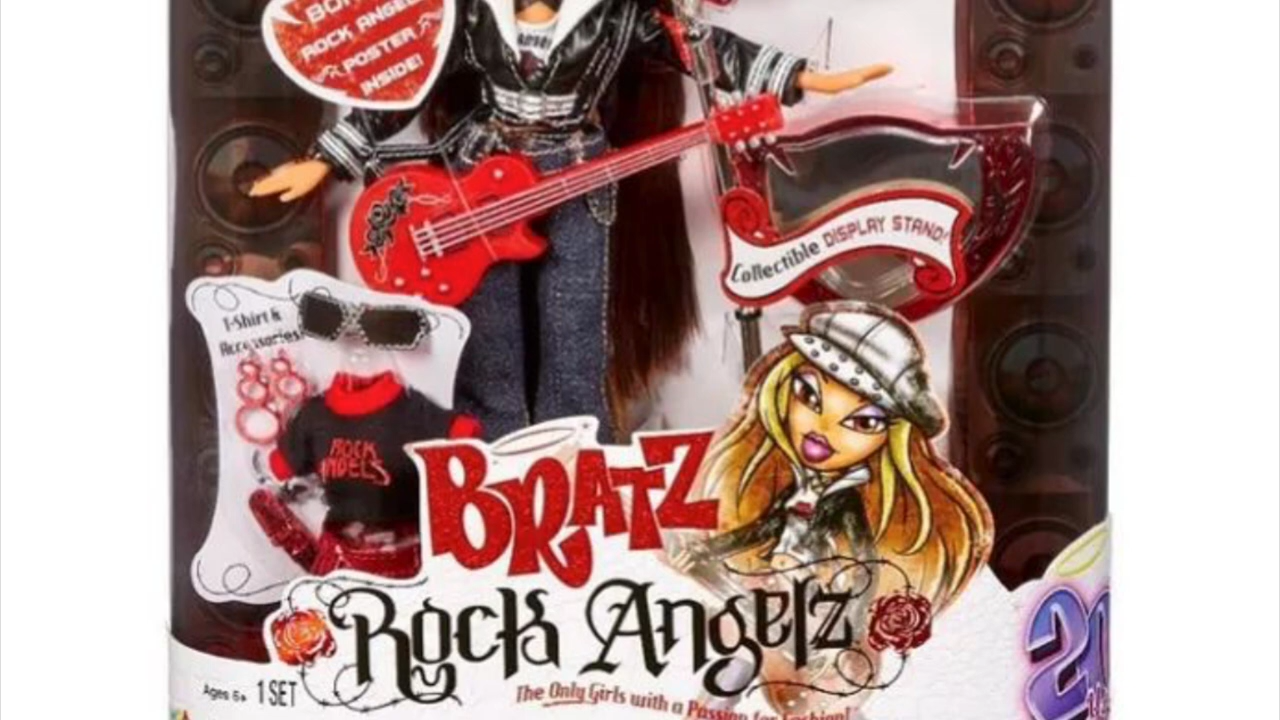 ROCK ANGELZ
POSTER
INSIDE!
Collectible DISPLAY STAND!
T-Shirt &
Accessories!
ROCK
ANGELS
BRATZ
Rock Angelz
Ages 6+ 1 SET
The Only Girls with a Passion for Fashion!
20